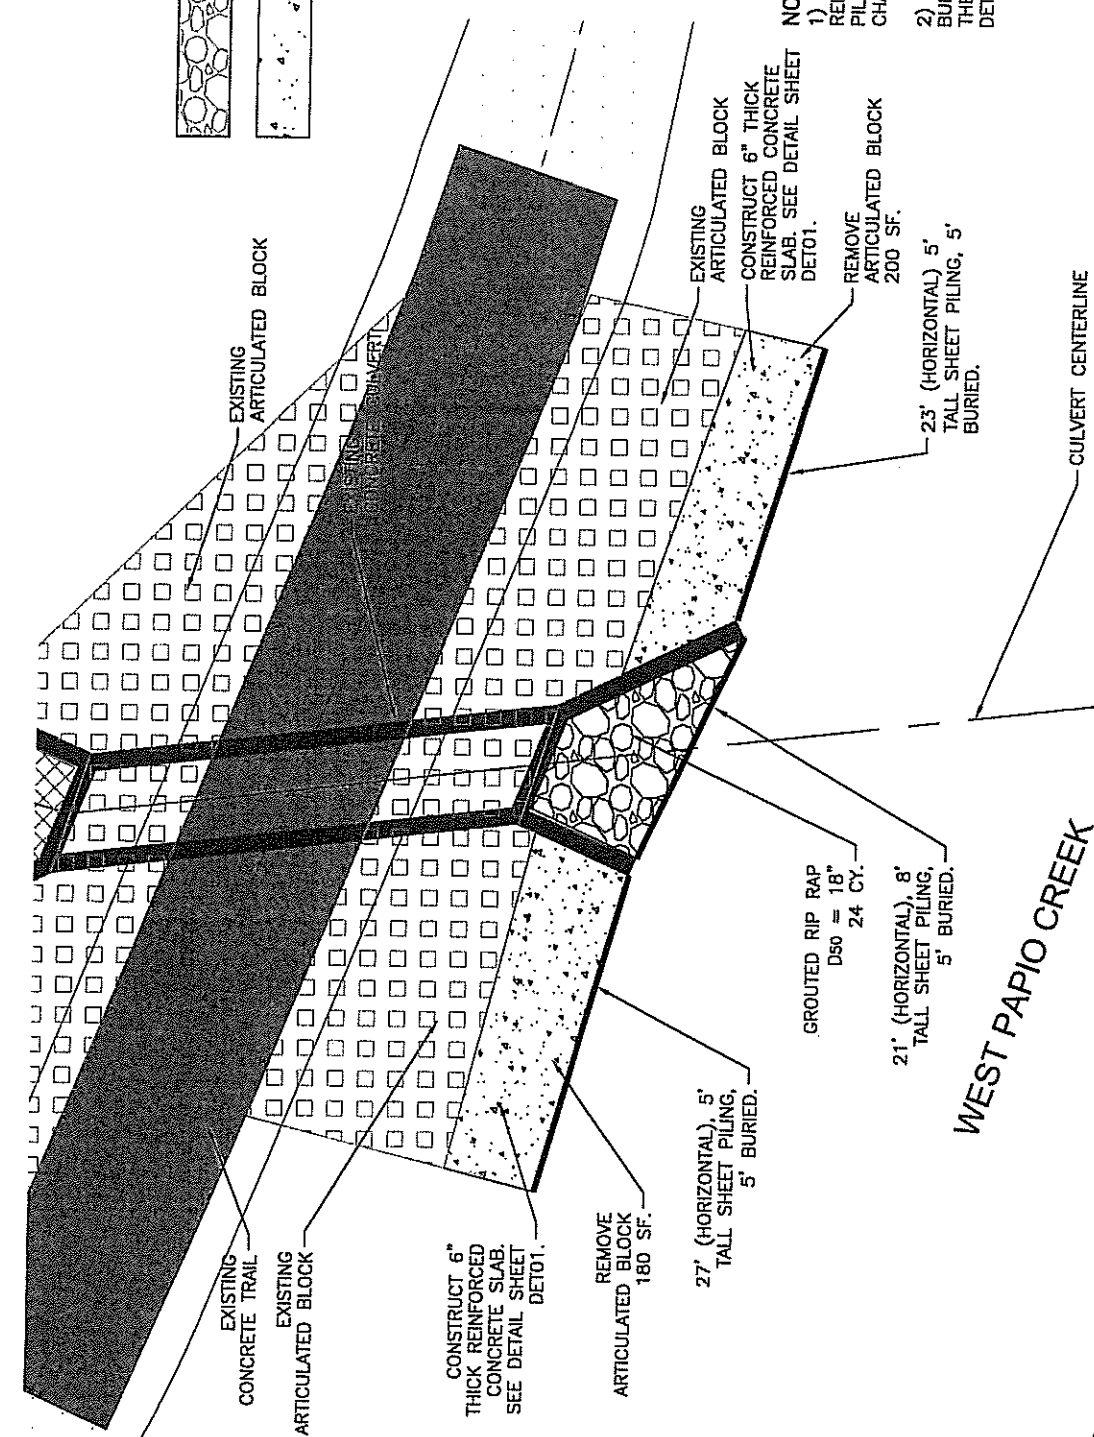 EXISTING
ARTICULATED BLOCK
EXISTING
CONCRETE CULVERT
EXISTING
ARTICULATED BLOCK
CONSTRUCT 6" THICK
REINFORCED CONCRETE
SLAB. SEE DETAIL SHEET
DET01.
REMOVE
ARTICULATED BLOCK
200 SF.
23' (HORIZONTAL) 5'
TALL SHEET PILING, 5'
BURIED.
CULVERT CENTERLINE
EXISTING
CONCRETE TRAIL
EXISTING
ARTICULATED BLOCK
CONSTRUCT 6"
THICK REINFORCED
CONCRETE SLAB.
SEE DETAIL SHEET
DET01.
REMOVE
ARTICULATED BLOCK
180 SF.
27' (HORIZONTAL), 5'
TALL SHEET PILING,
5' BURIED.
GROUTED RIP RAP
D50 = 18"
24 CY.
21' (HORIZONTAL), 8'
TALL SHEET PILING,
5' BURIED.
WEST PAPIO CREEK
1)
2)